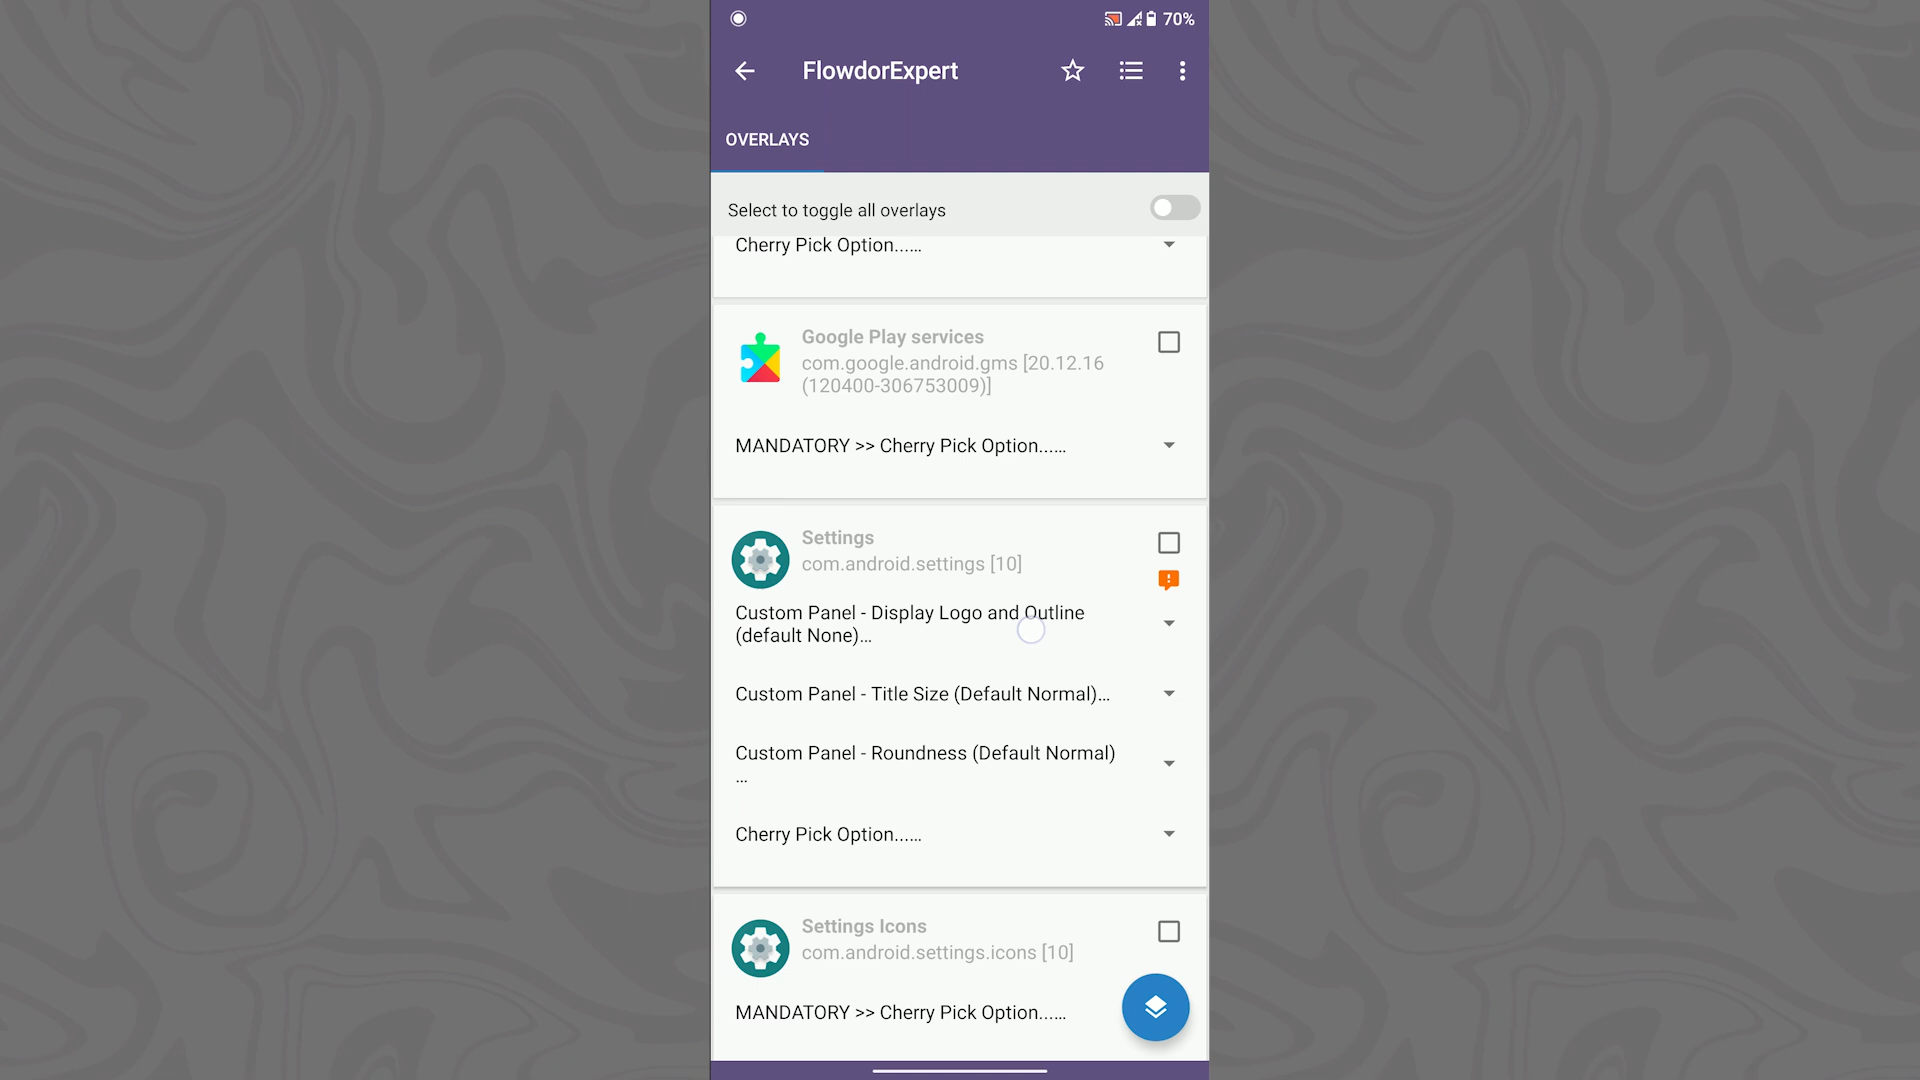 70%
FlowdorExpert
OVERLAYS
Select to toggle all overlays
Cherry Pick Option......
Google Play services
com.google.android.gms [20.12.16
(120400-306753009)]
MANDATORY >> Cherry Pick Option......
Settings
com.android.settings [10]
Custom Panel - Display Logo and Outline
(default None)...
Custom Panel - Title Size (Default Normal)...
Custom Panel - Roundness (Default Normal)
...
Cherry Pick Option......
Settings Icons
com.android.settings.icons [10]
MANDATORY >> Cherry Pick Option......